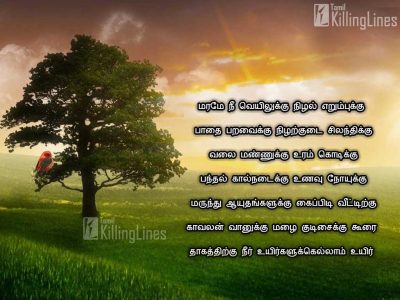 Tamil
KillingLines
மரமே நீ வெயிலுக்கு நிழல் எறும்புக்கு
பாதை பறவைக்கு நிழற்குடை சிலந்திக்கு
வலை மண்ணுக்கு உரம் கொடிக்கு
பந்தல் கால்நடைக்கு உணவு நோயுக்கு
மருந்து ஆயுதங்களுக்கு கைப்பிடி வீட்டிற்கு
காவலன் வானுக்கு மழை குடிசைக்கு கூரை
தாகத்திற்கு நீர் உயிர்களுக்கெல்லாம் உயிர்
Tamil
KillingLines